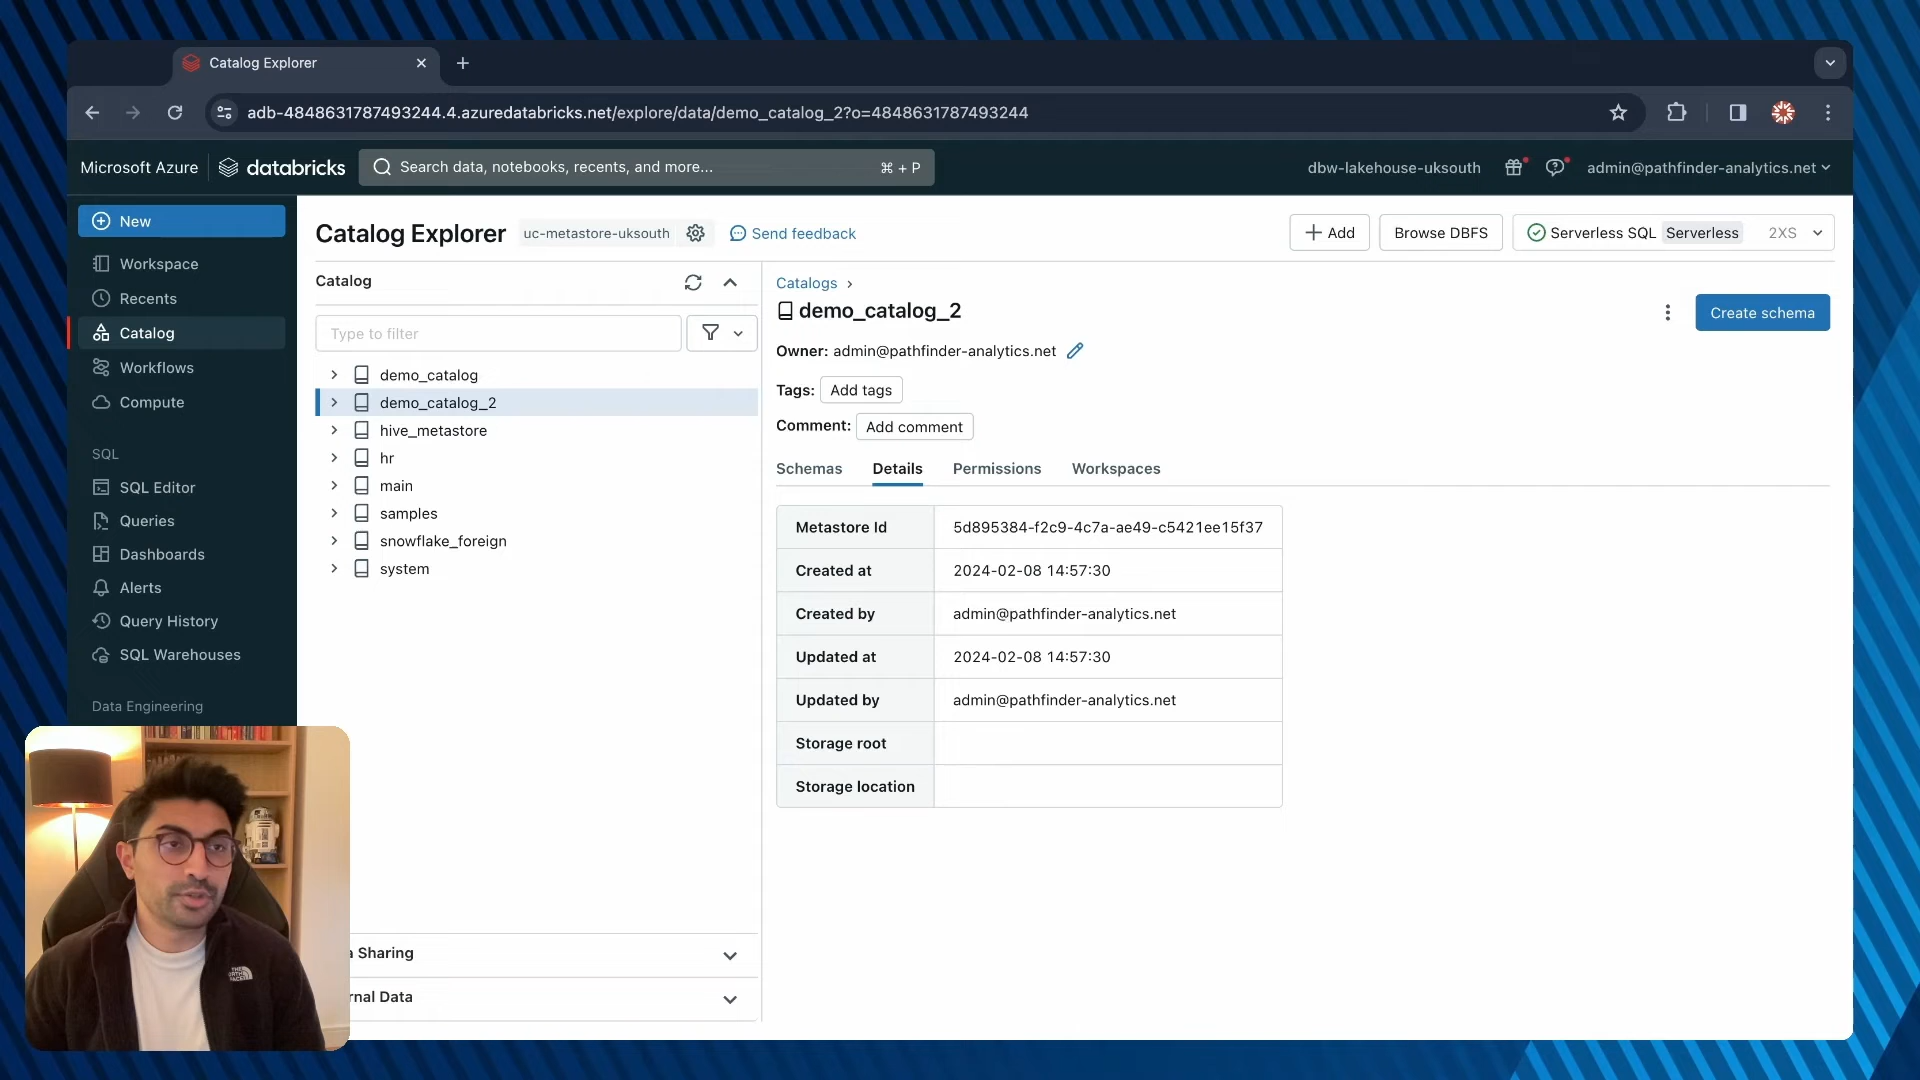 Catalog Explorer
adb-4848631787493244.4.azuredatabricks.net/explore/data/demo_catalog_2?o=4848631787493244
Microsoft Azure
databricks
Search data, notebooks, recents, and more...
⌘ + P
dbw-lakehouse-uksouth
admin@pathfinder-analytics.net
New
Workspace
Recents
Catalog
Workflows
Compute
SQL
SQL Editor
Queries
Dashboards
Alerts
Query History
SQL Warehouses
Data Engineering
Catalog Explorer
uc-metastore-uksouth
Send feedback
Add
Browse DBFS
Serverless SQL Serverless 2XS
Catalog
Type to filter
demo_catalog
demo_catalog_2
hive_metastore
hr
main
samples
snowflake_foreign
system
a Sharing
rnal Data
Catalogs ›
demo_catalog_2
Create schema
Owner: admin@pathfinder-analytics.net
Tags: Add tags
Comment: Add comment
Schemas Details Permissions Workspaces
Metastore Id 5d895384-f2c9-4c7a-ae49-c5421ee15f37
Created at 2024-02-08 14:57:30
Created by admin@pathfinder-analytics.net
Updated at 2024-02-08 14:57:30
Updated by admin@pathfinder-analytics.net
Storage root
Storage location
THE
NORTH
FACE